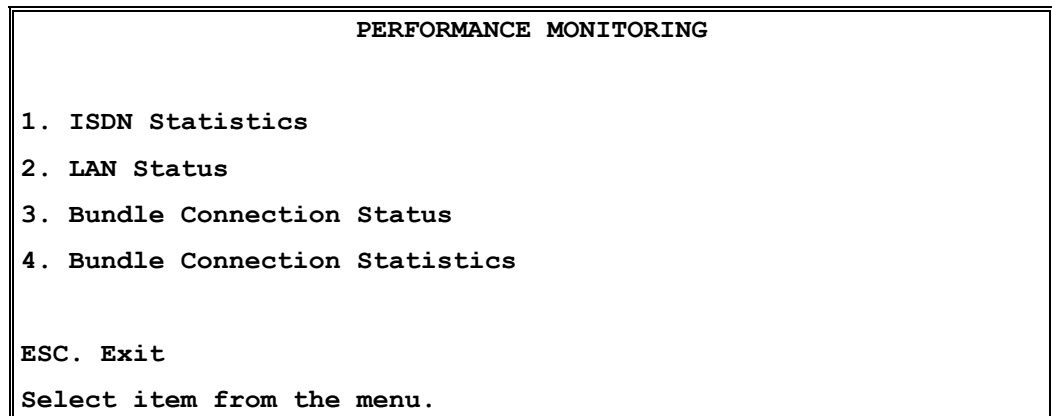 PERFORMANCE MONITORING
1. ISDN Statistics
2. LAN Status
3. Bundle Connection Status
4. Bundle Connection Statistics
ESC. Exit
Select item from the menu.